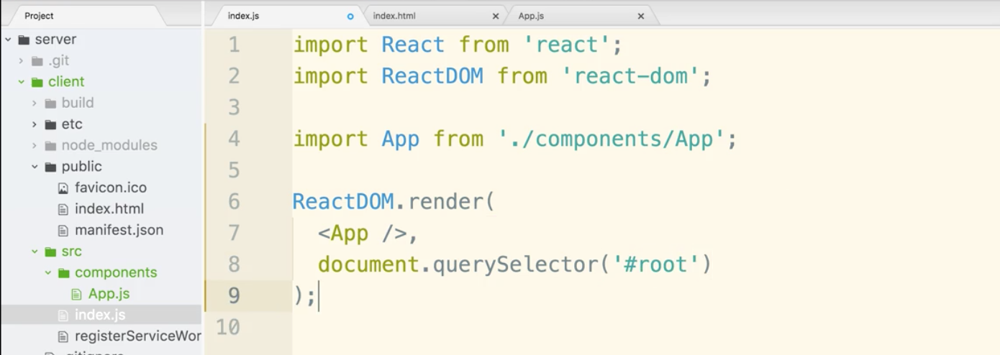 Project
server
.git
client
build
etc
node_modules
public
favicon.ico
index.html
manifest.json
src
components
App.js
index.js
registerServiceWor
.gitignore
index.js
index.html
App.js
1 import React from 'react';
2 import ReactDOM from 'react-dom';
3
4 import App from './components/App';
5
6 ReactDOM.render(
7 <App />,
8 document.querySelector('#root')
9 );
10